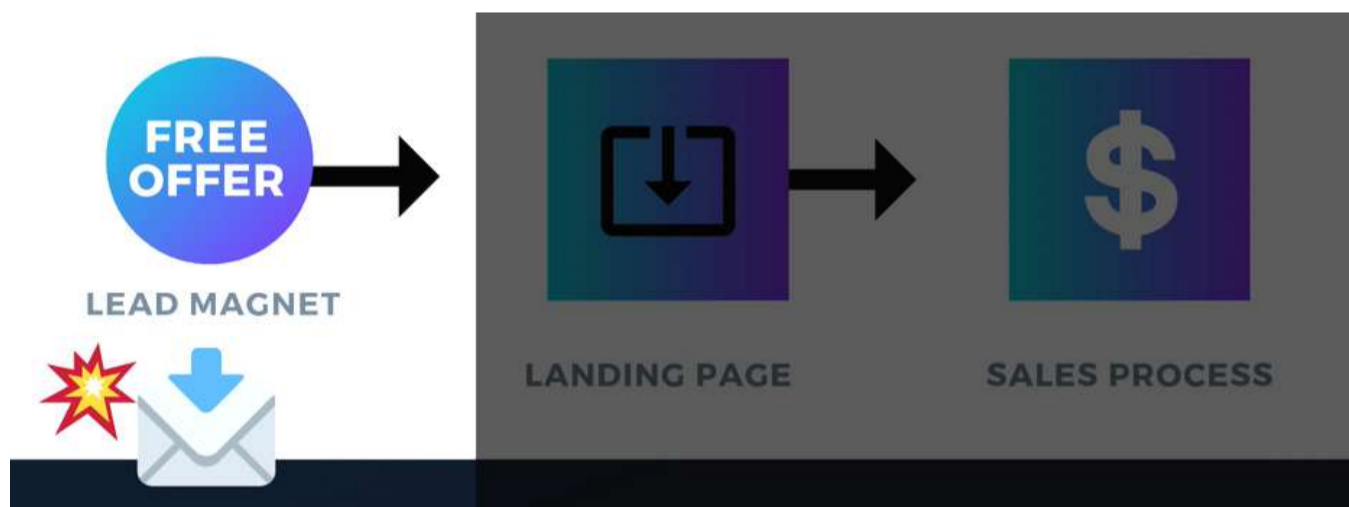 FREE
OFFER
$
LEAD MAGNET
LANDING PAGE
SALES PROCESS